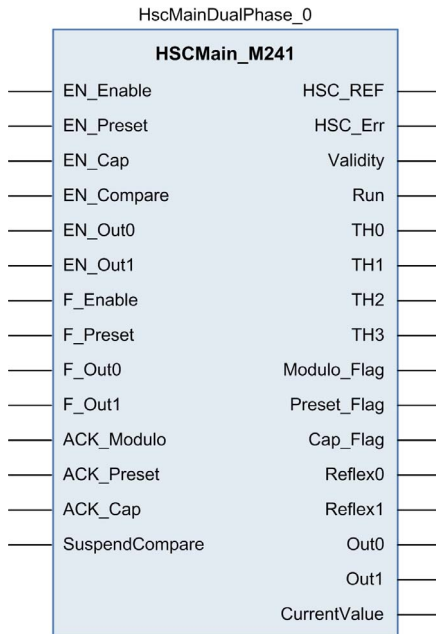 HscMainDualPhase_0
HSCMain_M241
EN_Enable HSC_REF
EN_Preset HSC_Err
EN_Cap Validity
EN_Compare Run
EN_Out0 TH0
EN_Out1 TH1
F_Enable TH2
F_Preset TH3
F_Out0 Modulo_Flag
F_Out1 Preset_Flag
ACK_Modulo Cap_Flag
ACK_Preset Reflex0
ACK_Cap Reflex1
SuspendCompare Out0
Out1
CurrentValue